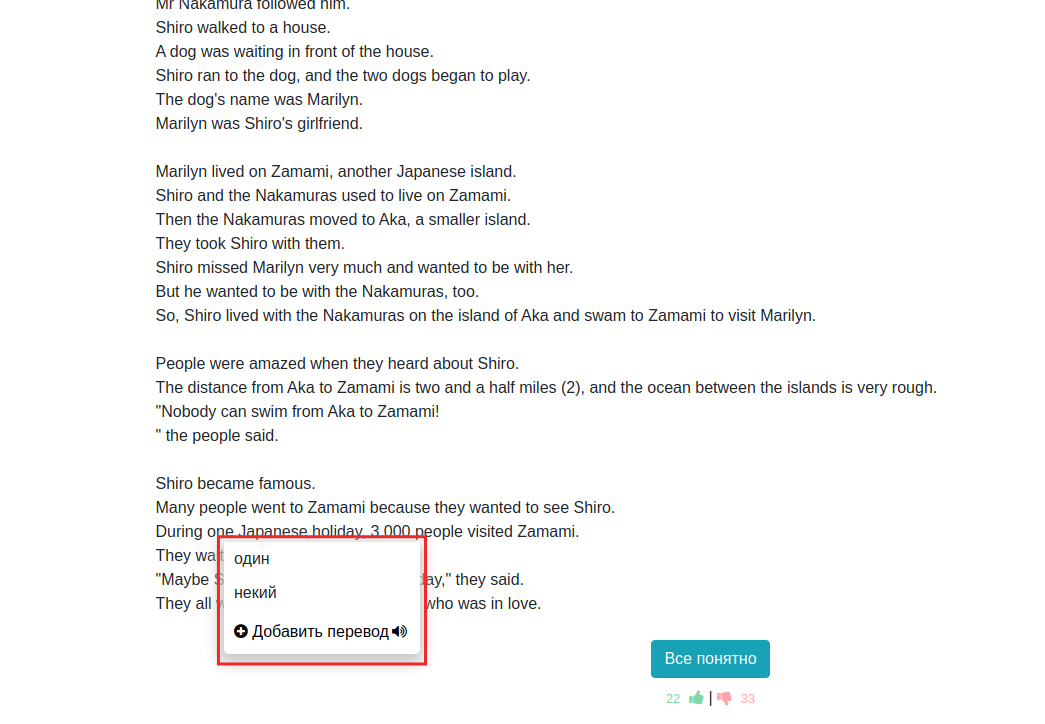 Mr Nakamura followed him.
Shiro walked to a house.
A dog was waiting in front of the house.
Shiro ran to the dog, and the two dogs began to play.
The dog's name was Marilyn.
Marilyn was Shiro's girlfriend.
Marilyn lived on Zamami, another Japanese island.
Shiro and the Nakamuras used to live on Zamami.
Then the Nakamuras moved to Aka, a smaller island.
They took Shiro with them.
Shiro missed Marilyn very much and wanted to be with her.
But he wanted to be with the Nakamuras, too.
So, Shiro lived with the Nakamuras on the island of Aka and swam to Zamami to visit Marilyn.
People were amazed when they heard about Shiro.
The distance from Aka to Zamami is two and a half miles (2), and the ocean between the islands is very rough.
"Nobody can swim from Aka to Zamami!
" the people said.
Shiro became famous.
Many people went to Zamami because they wanted to see Shiro.
During one Japanese holiday, 3,000 people visited Zamami.
They wa
"Maybe S day," they said.
They all w who was in love.
один
некий
Добавить перевод
Все понятно
22 | 33